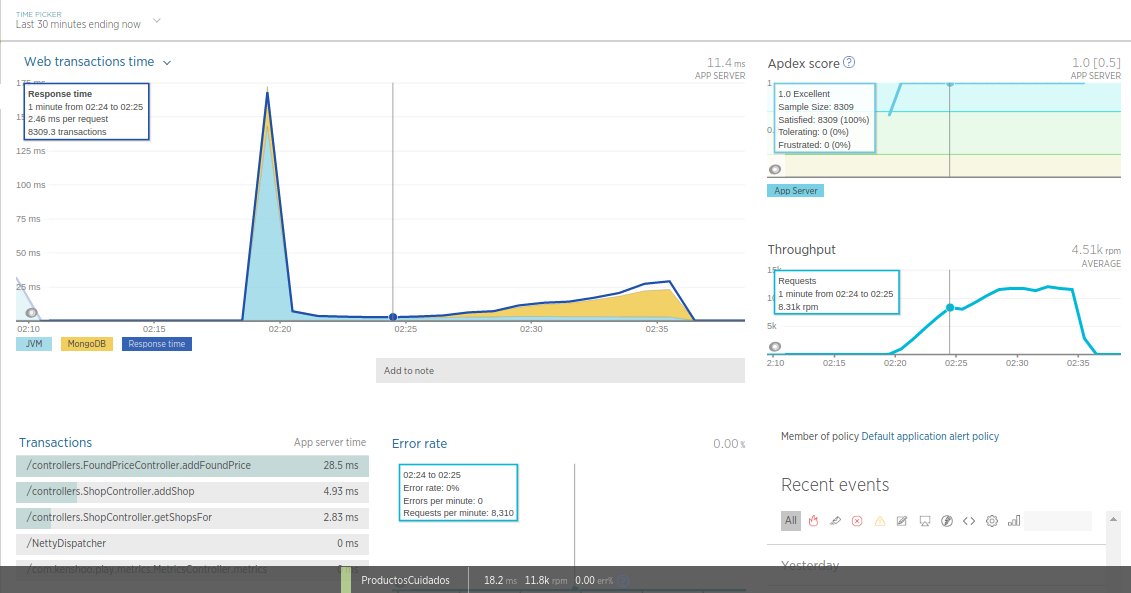 TIME PICKER
Last 30 minutes ending now
Web transactions time
11.4 ms
APP SERVER
175 ms
Response time
1 minute from 02:24 to 02:25
2.46 ms per request
8309.3 transactions
125 ms
100 ms
75 ms
50 ms
25 ms
02:10
02:15
02:20
02:25
02:30
02:35
JVM
MongoDB
Response time
Add to note
Apdex score ?
1.0 [0.5]
APP SERVER
1
1.0 Excellent
Sample Size: 8309
Satisfied: 8309 (100%)
Tolerating: 0 (0%)
Frustrated: 0 (0%)
App Server
Throughput
4.51k rpm
AVERAGE
Requests
1 minute from 02:24 to 02:25
8.31k rpm
5k
2:10
02:15
02:20
02:25
02:30
02:35
Transactions
App server time
/controllers.FoundPriceController.addFoundPrice 28.5 ms
/controllers.ShopController.addShop 4.93 ms
/controllers.ShopController.getShopsFor 2.83 ms
/NettyDispatcher 0 ms
/com.kenshoo.play.metrics.MetricsController.metrics
Error rate
0.00 %
02:24 to 02:25
Error rate: 0%
Errors per minute: 0
Requests per minute: 8,310
Member of policy Default application alert policy
Recent events
All
Yesterday
ProductosCuidados
18.2 ms 11.8k rpm 0.00 err%